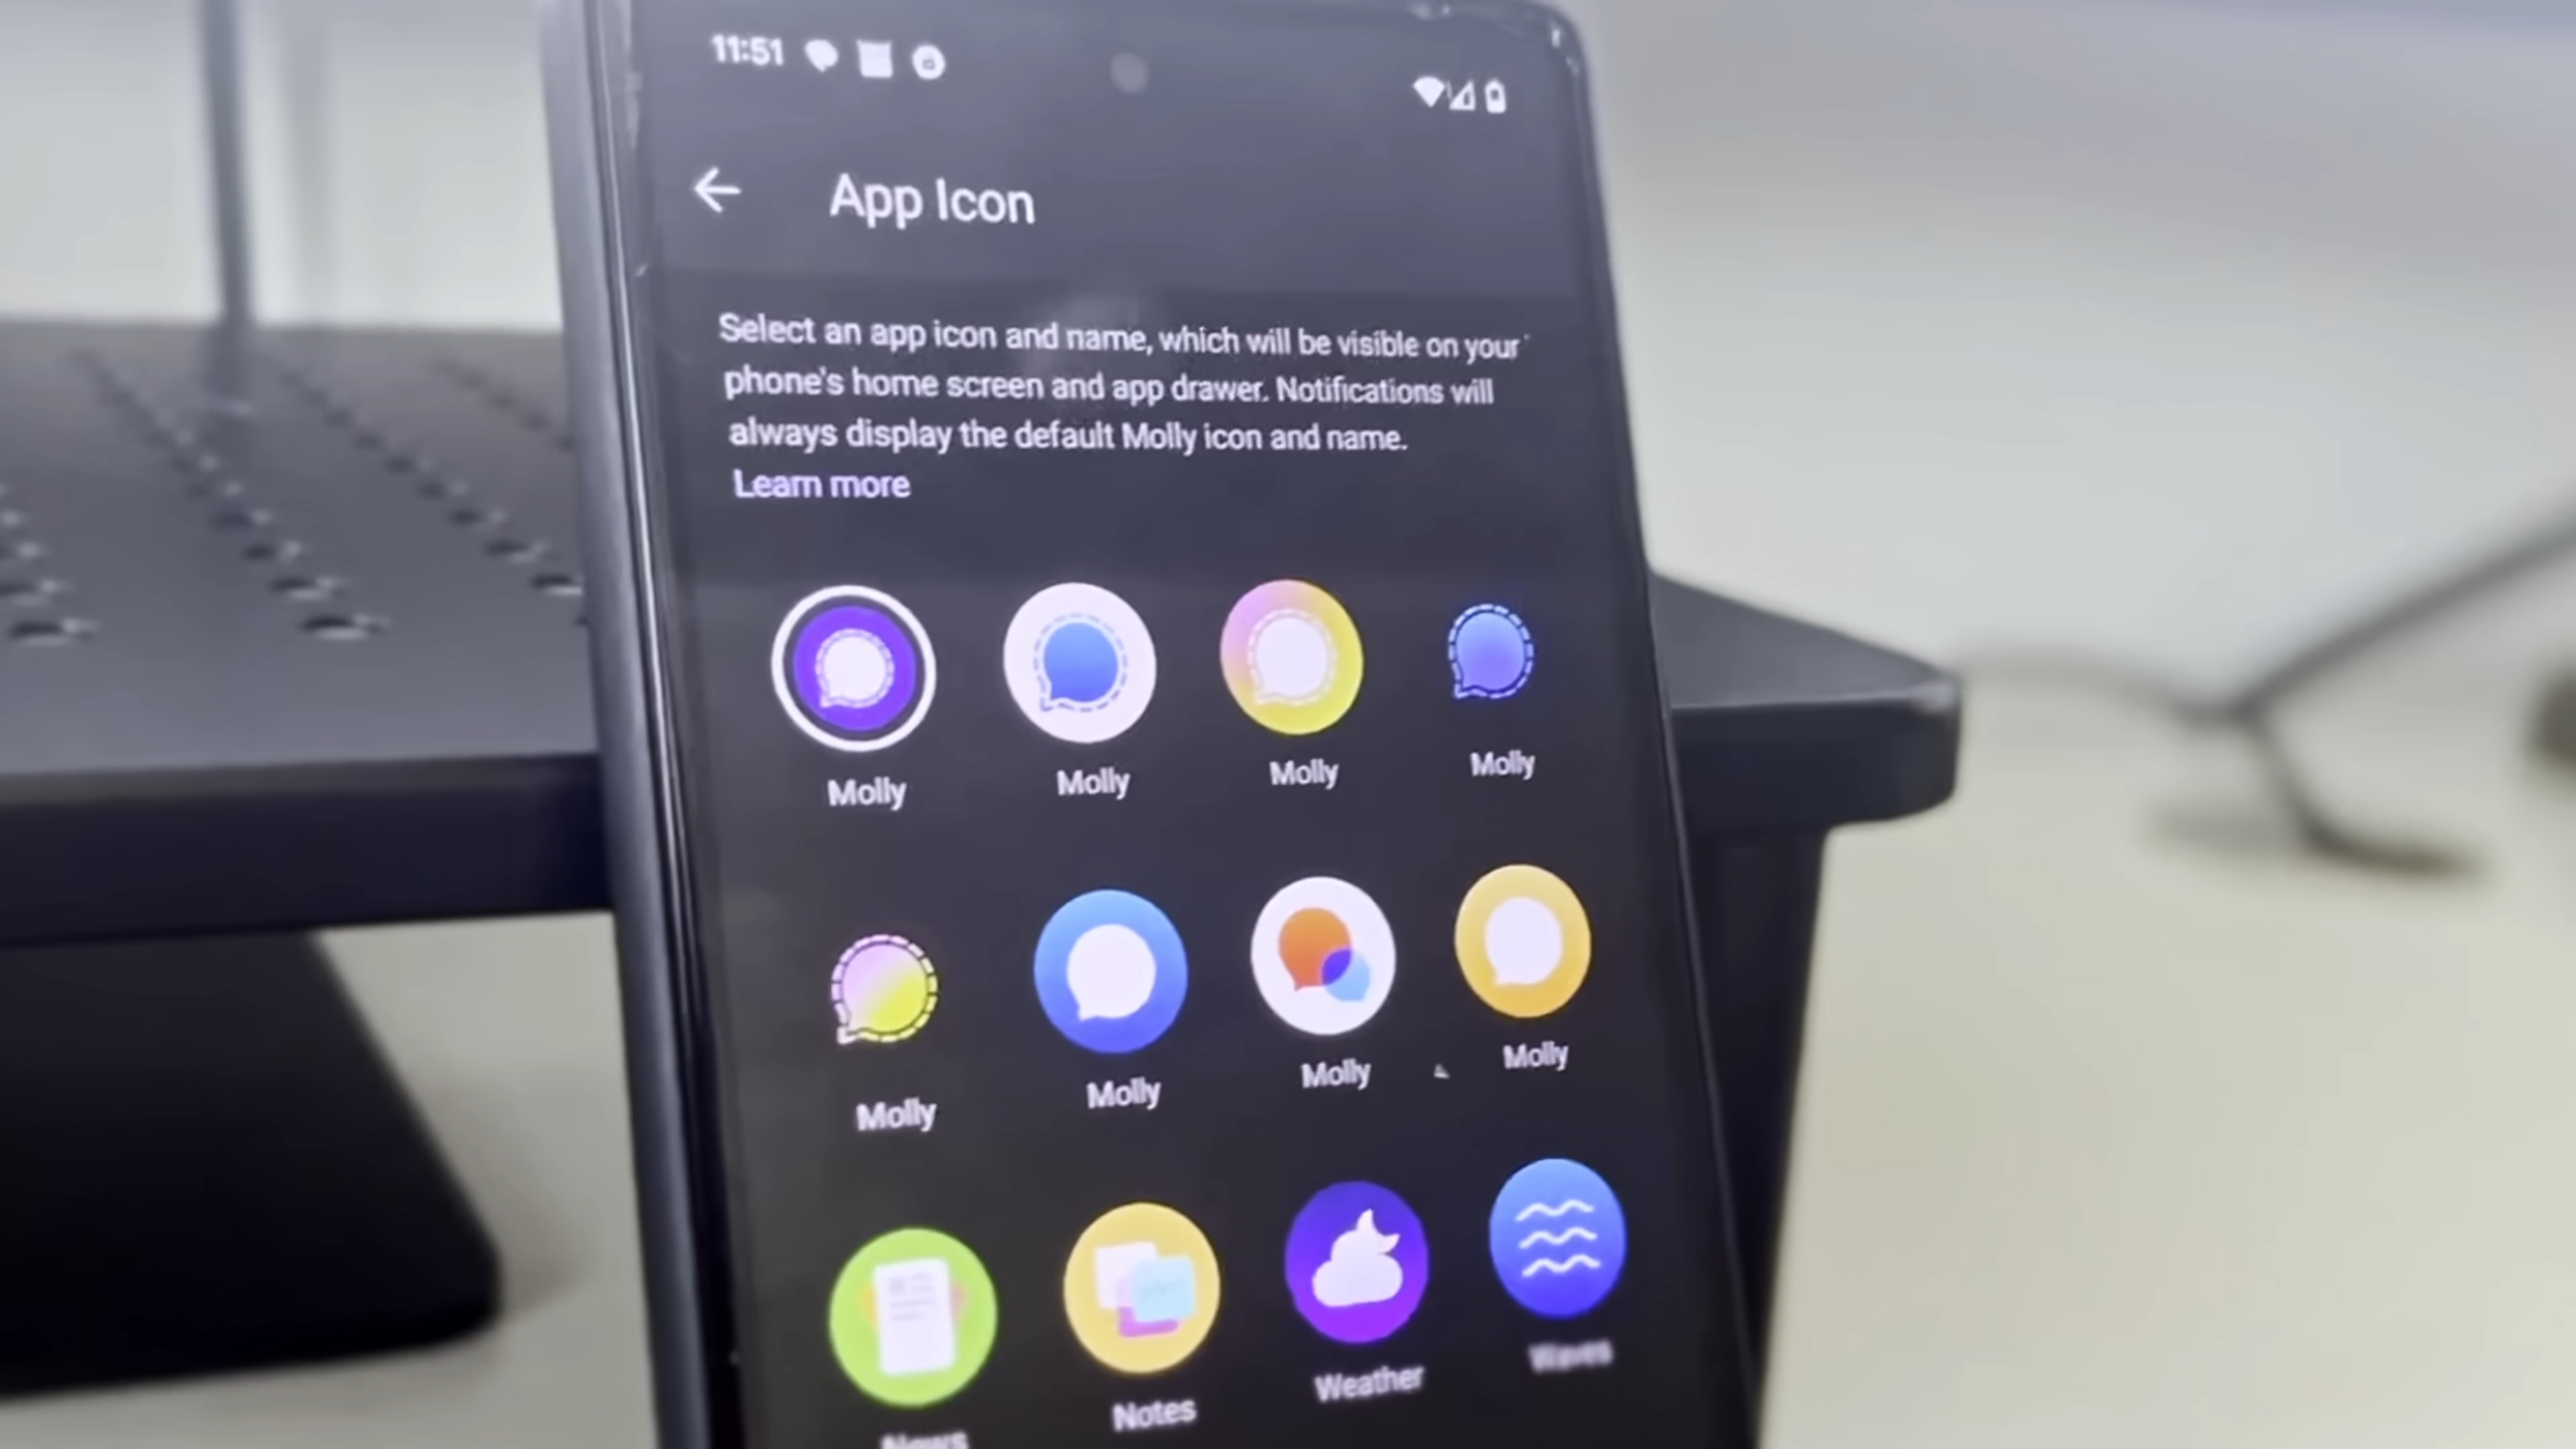 11:51
App Icon
Select an app icon and name, which will be visible on your
phone's home screen and app drawer. Notifications will
always display the default Molly icon and name.
Learn more
Molly Molly Molly Molly
Molly Molly Molly Molly
News Notes Weather Waves